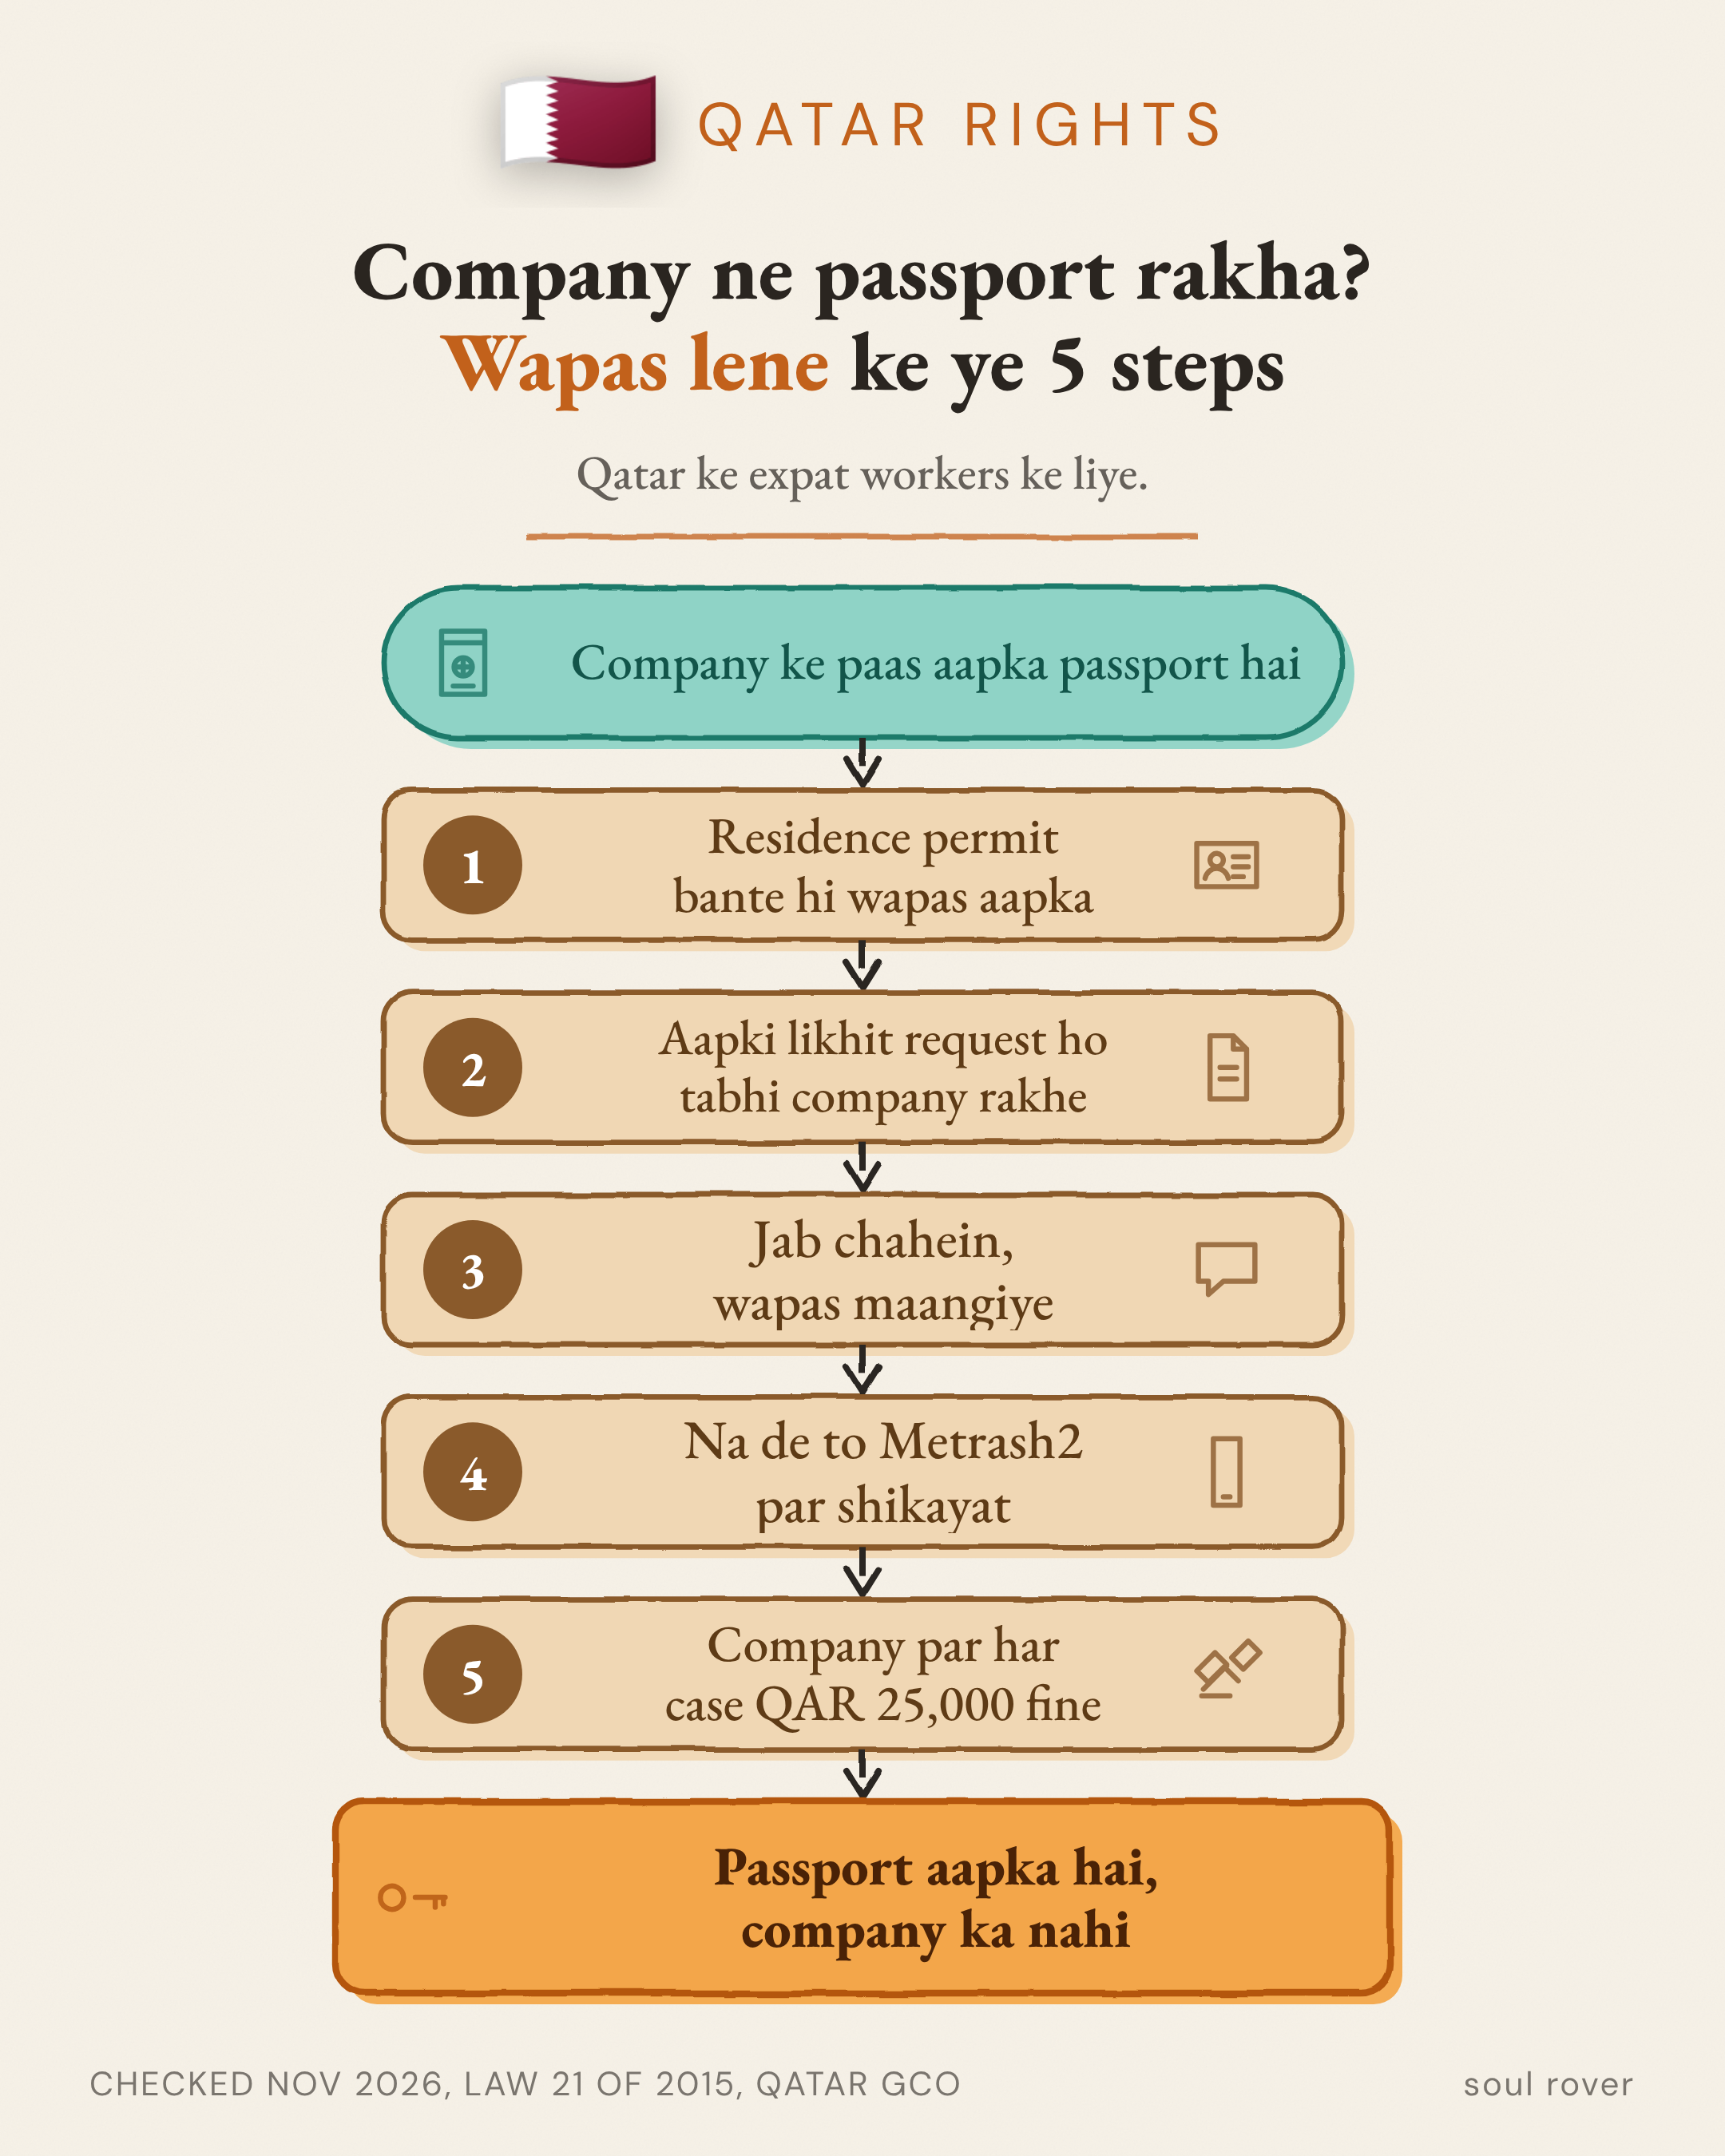 QATAR RIGHTS
Company ne passport rakha?
Wapas lene ke ye 5 steps
Qatar ke expat workers ke liye.
Company ke paas aapka passport hai
1
Residence permit
bante hi wapas aapka
2
Aapki likhit request ho
tabhi company rakhe
3
Jab chahein,
wapas maangiye
4
Na de to Metrash2
par shikayat
5
Company par har
case QAR 25,000 fine
Passport aapka hai,
company ka nahi
CHECKED NOV 2026, LAW 21 OF 2015, QATAR GCO
soul rover